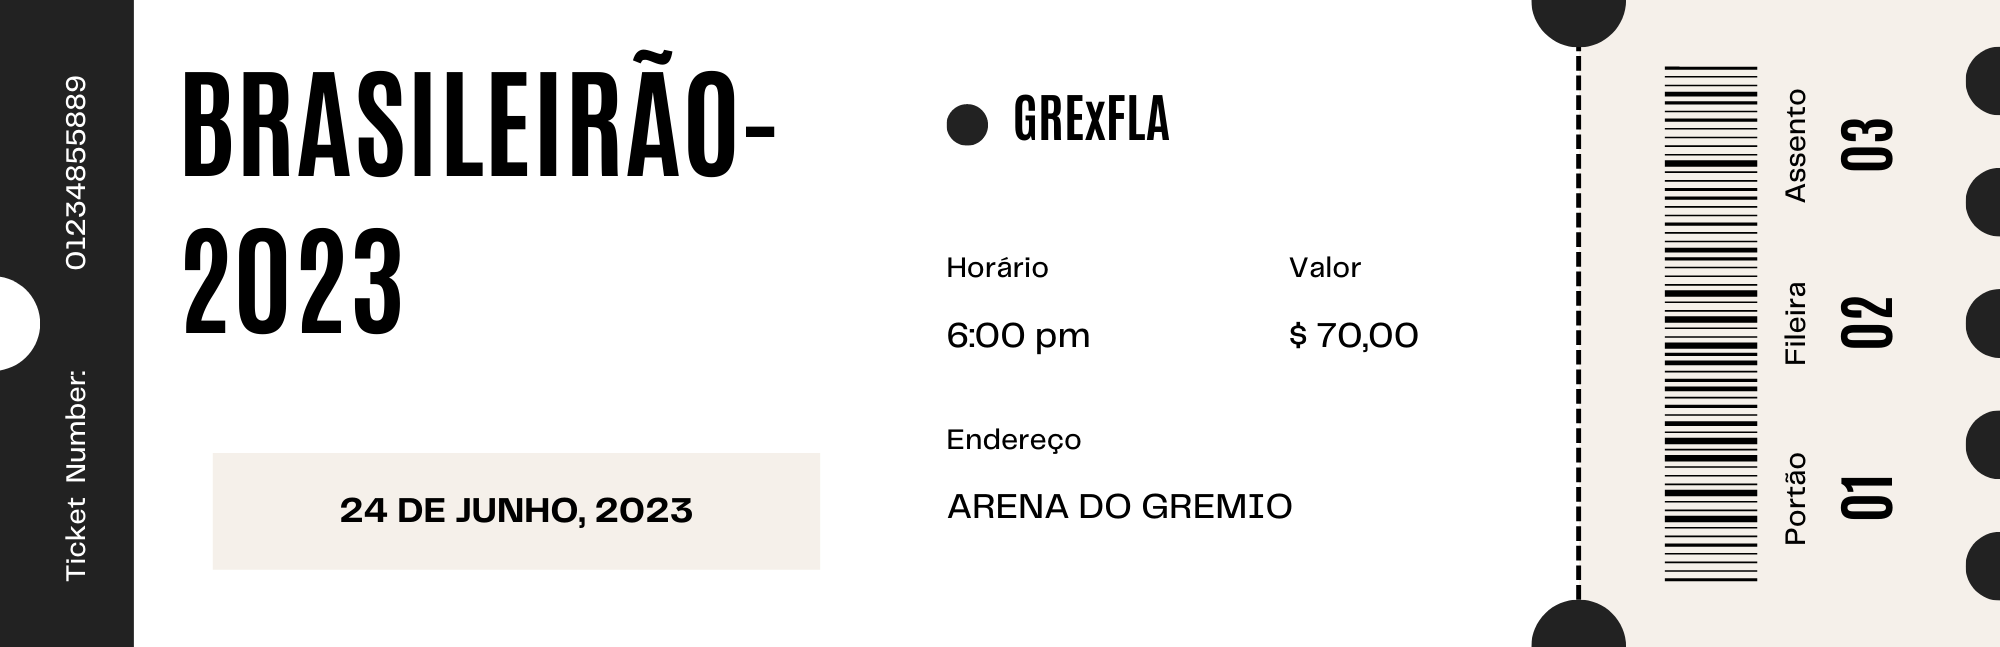 Ticket Number: 01234855889
BRASILEIRÃO-
2023
24 DE JUNHO, 2023
GRExFLA
Horário
6:00 pm
Valor
$ 70,00
Endereço
ARENA DO GREMIO
Portão
01
Fileira
02
Assento
03